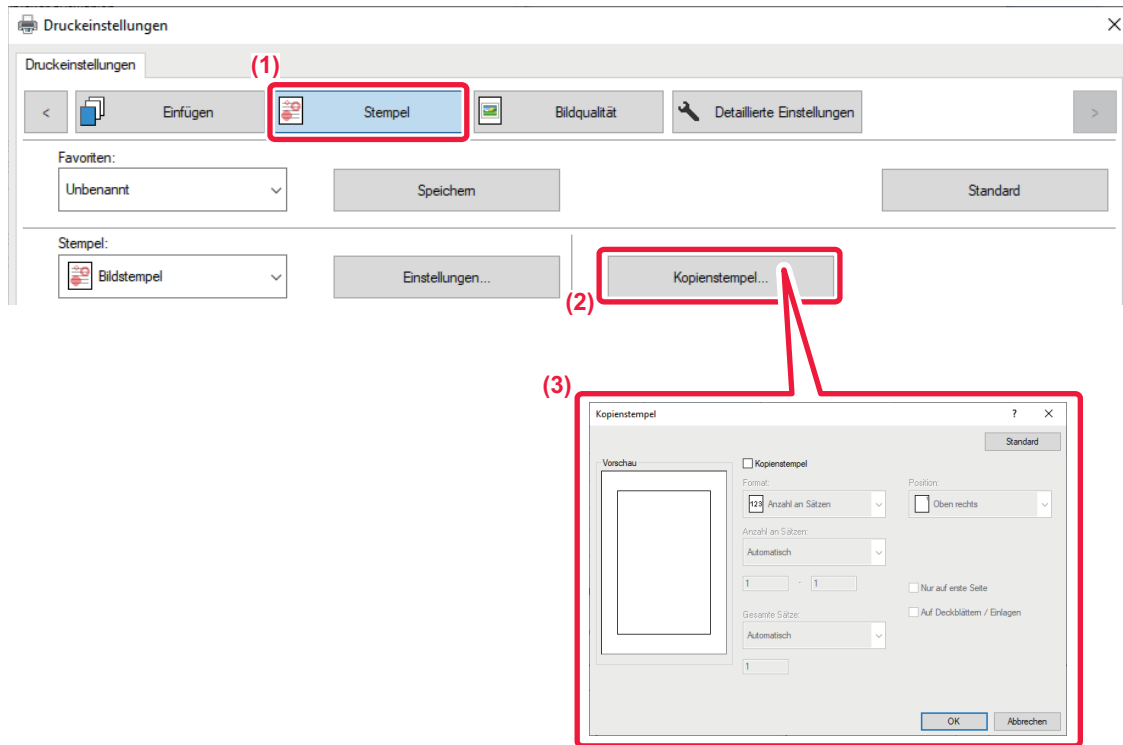 Druckeinstellungen
Druckeinstellungen
(1)
< Einfügen Stempel Bildqualität Detaillierte Einstellungen >
Favoriten:
Unbenannt Speichern Standard
Stempel:
Bildstempel Einstellungen... Kopienstempel...
(2)
(3)
Kopienstempel ? ×
Standard
Vorschau Kopienstempel
Format: Position:
123 Anzahl an Sätzen Oben rechts
Anzahl an Sätzen:
Automatisch
1 - 1 Nur auf erste Seite
Gesamte Sätze: Auf Deckblättern / Einlagen
Automatisch
1
OK Abbrechen